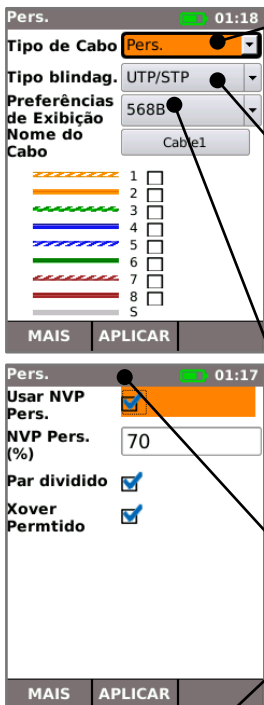 Pers. 01:18
Tipo de Cabo Pers.
Tipo blindag. UTP/STP
Preferências
de Exibição 568B
Nome do
Cabo Cable1
1
2
3
4
5
6
7
8
S
MAIS APLICAR
Pers. 01:17
Usar NVP
Pers.
NVP Pers.
(%) 70
Par dividido
Xover
Permtido
MAIS APLICAR